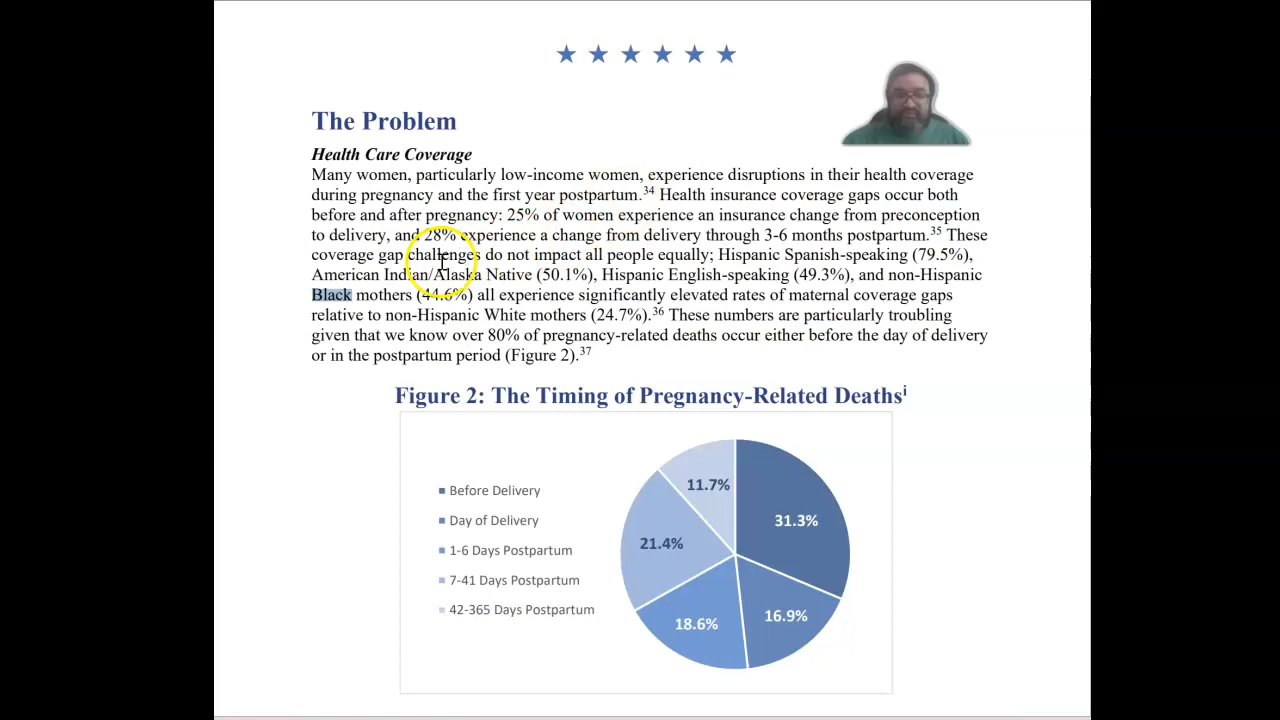 The Problem
Health Care Coverage
Many women, particularly low-income women, experience disruptions in their health coverage
during pregnancy and the first year postpartum.34 Health insurance coverage gaps occur both
before and after pregnancy: 25% of women experience an insurance change from preconception
to delivery, and 28% experience a change from delivery through 3-6 months postpartum.35 These
coverage gap challenges do not impact all people equally; Hispanic Spanish-speaking (79.5%),
American Indian/Alaska Native (50.1%), Hispanic English-speaking (49.3%), and non-Hispanic
Black mothers (44.6%) all experience significantly elevated rates of maternal coverage gaps
relative to non-Hispanic White mothers (24.7%).36 These numbers are particularly troubling
given that we know over 80% of pregnancy-related deaths occur either before the day of delivery
or in the postpartum period (Figure 2).37
Figure 2: The Timing of Pregnancy-Related Deathsi
Before Delivery
Day of Delivery
1-6 Days Postpartum
7-41 Days Postpartum
42-365 Days Postpartum
11.7%
31.3%
21.4%
16.9%
18.6%